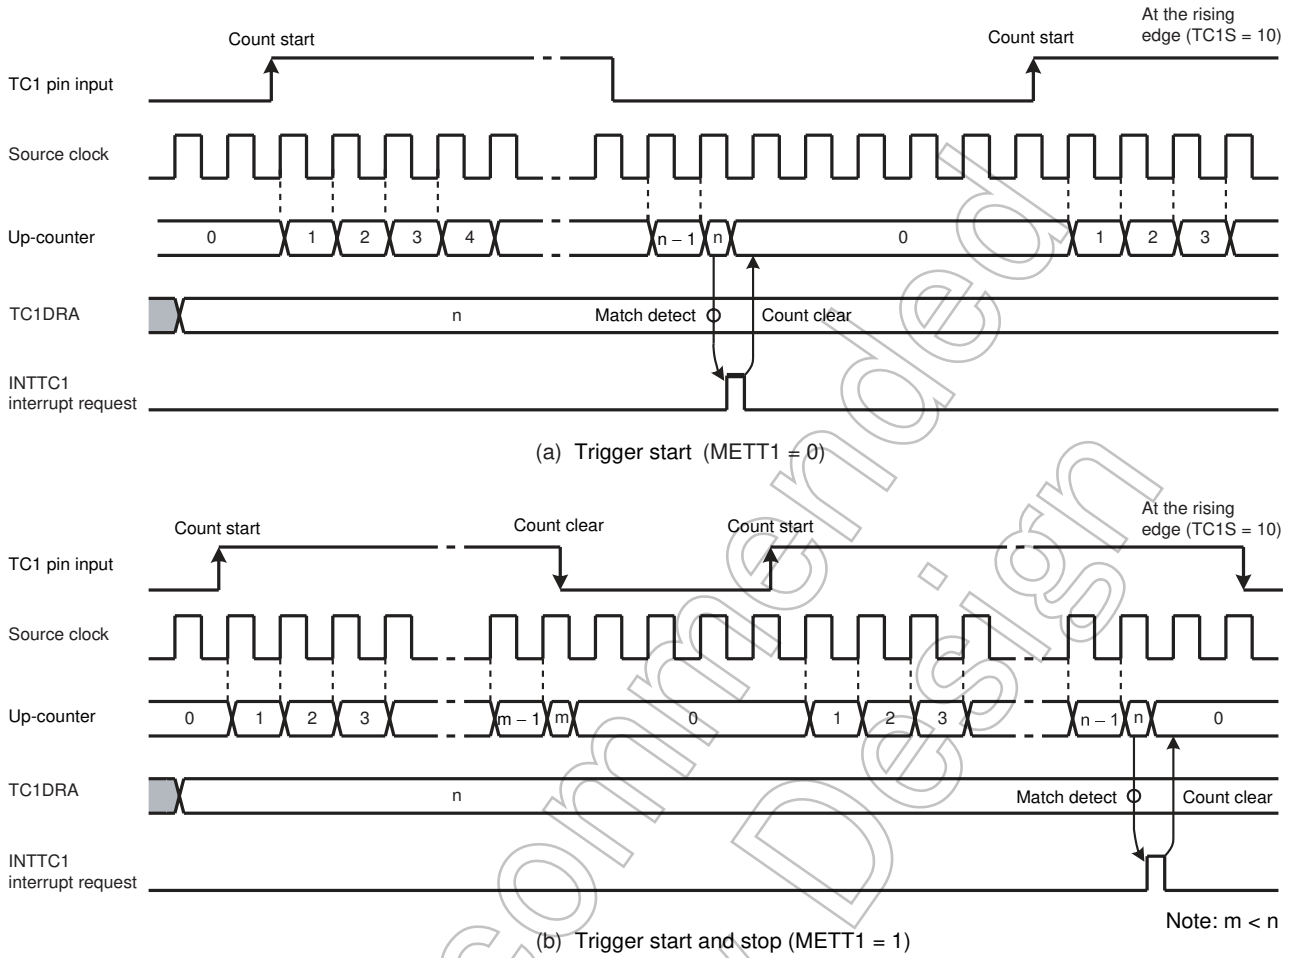 At the rising
edge (TC1S = 10)
Count start
Count start
TC1 pin input
Source clock
Up-counter
0 1 2 3 4 n – 1 n 0 1 2 3
TC1DRA
n
Match detect
Count clear
INTTC1
interrupt request
(a) Trigger start (METT1 = 0)
At the rising
edge (TC1S = 10)
Count start
Count clear
Count start
TC1 pin input
Source clock
Up-counter
0 1 2 3 m – 1 m 0 1 2 3 n – 1 n 0
TC1DRA
n
Match detect
Count clear
INTTC1
interrupt request
Note: m < n
(b) Trigger start and stop (METT1 = 1)
commended
Design